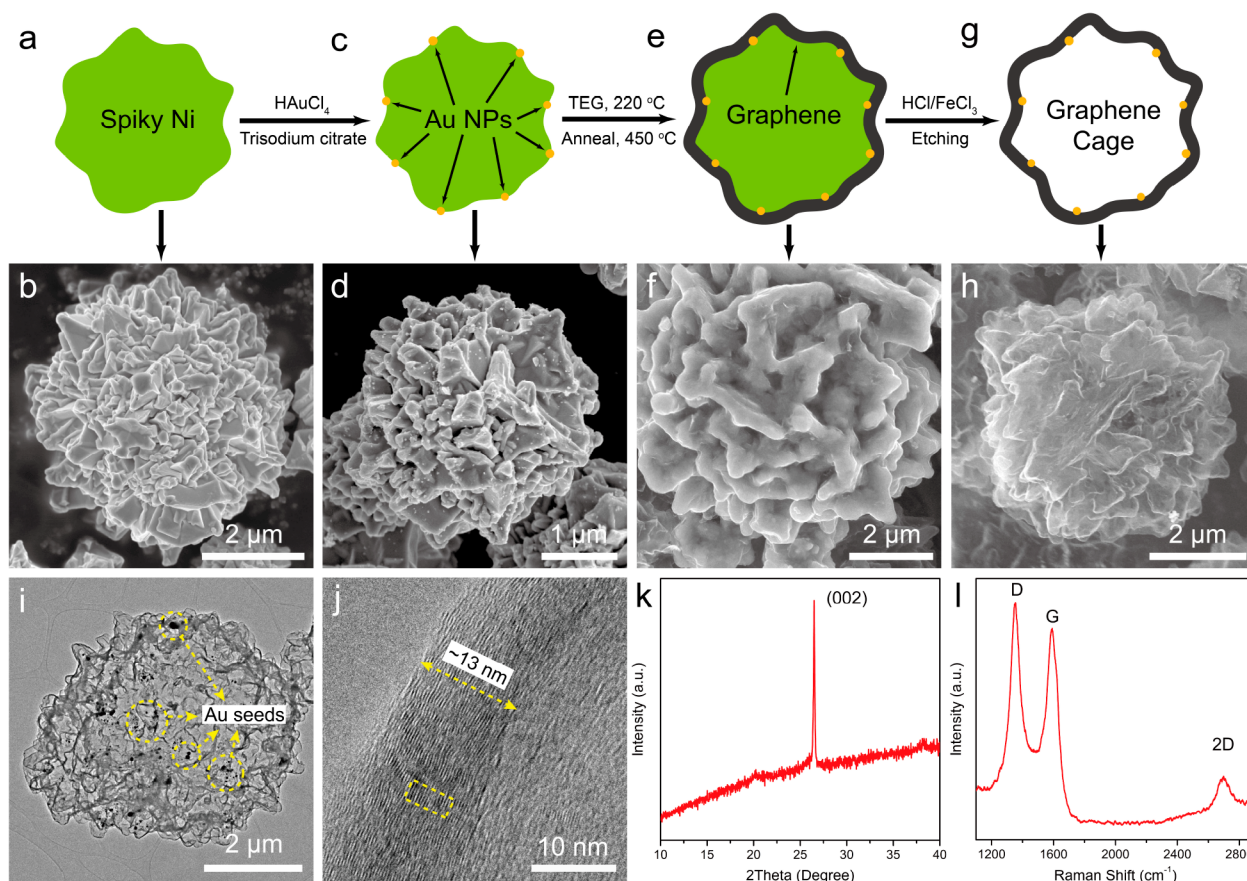 a
Spiky Ni
HAuCl₄
Trisodium citrate
c
Au NPs
TEG, 220 °C
Anneal, 450 °C
e
Graphene
HCl/FeCl₃
Etching
g
Graphene
Cage
b
2 µm
d
1 µm
f
2 µm
h
2 µm
i
Au seeds
2 µm
j
~13 nm
10 nm
k
(002)
Intensity (a.u.)
10 15 20 25 30 35 40
2Theta (Degree)
l
D
G
2D
Intensity (a.u.)
1200 1600 2000 2400 2800
Raman Shift (cm⁻¹)